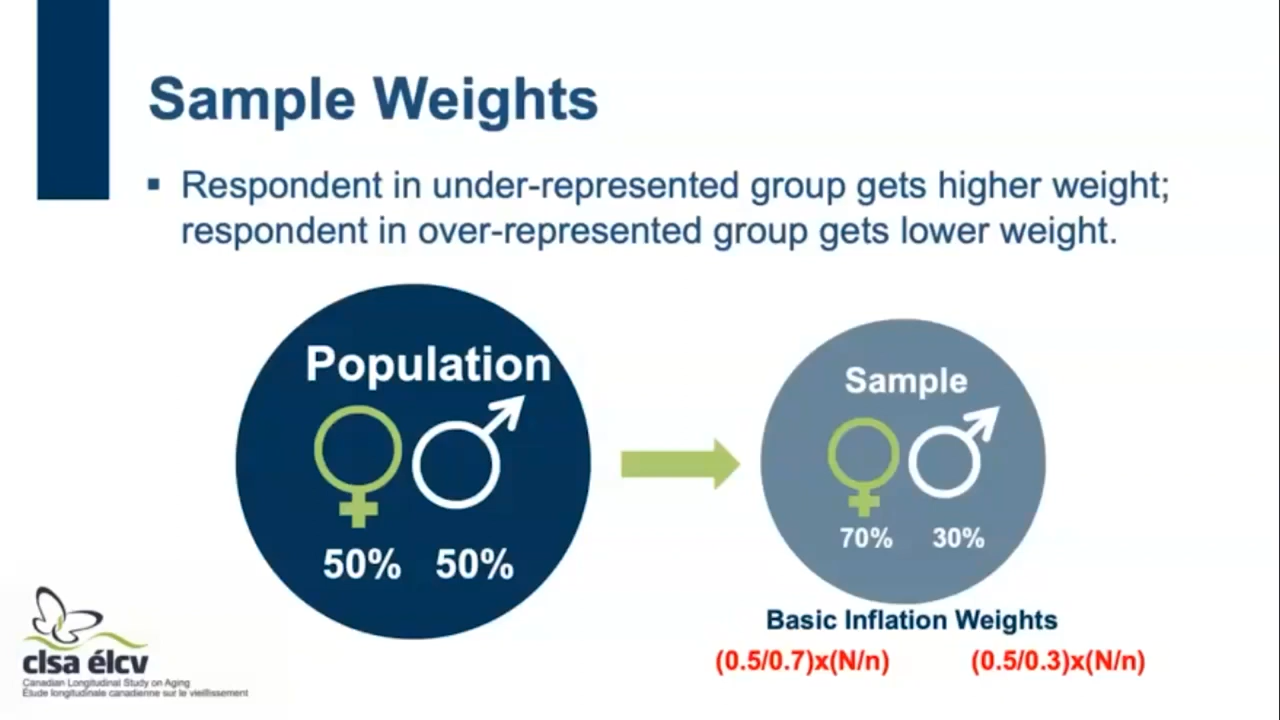 Sample Weights
▪ Respondent in under-represented group gets higher weight;
respondent in over-represented group gets lower weight.
Population
50% 50%
Sample
70% 30%
Basic Inflation Weights
(0.5/0.7)x(N/n) (0.5/0.3)x(N/n)
clsa élcv
Canadian Longitudinal Study on Aging
Étude longitudinale canadienne sur le vieillissement